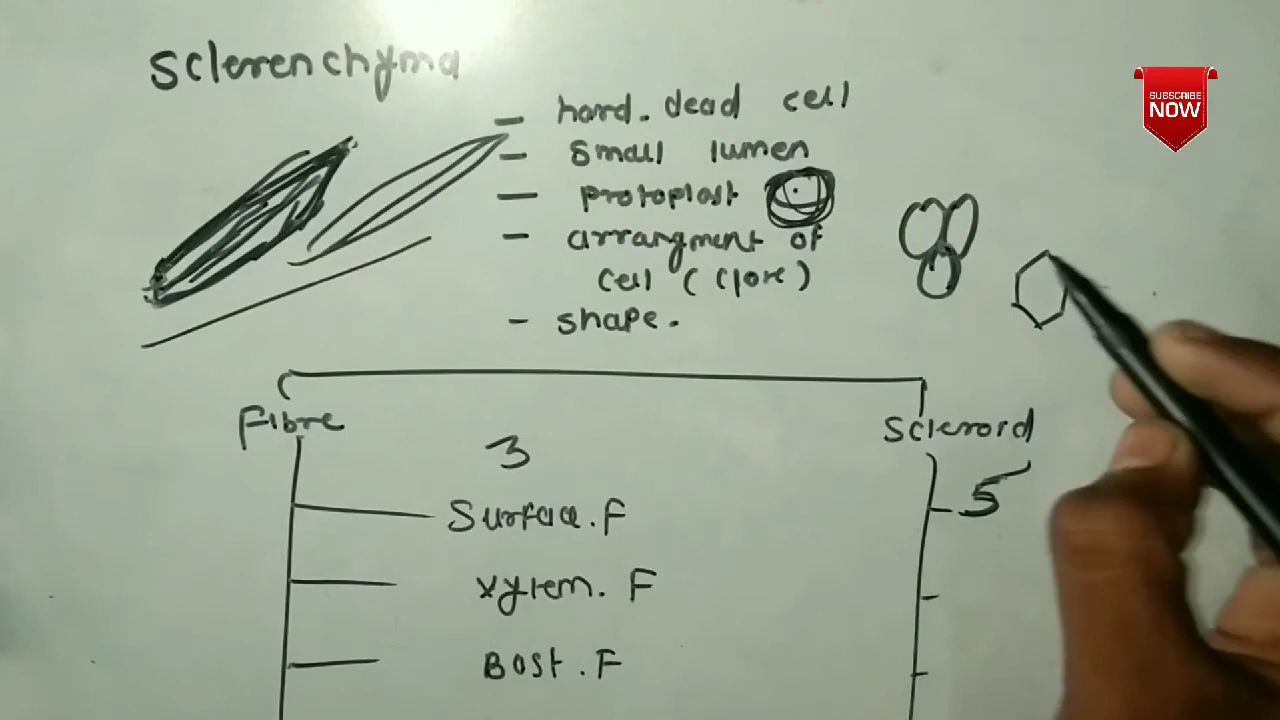 Sclerenchyma
- hard. dead cell
- small lumen
- protoplast
- arrangment of
cell (close)
- shape.
Fibre
Scleroid
3
5
Surface. F
xylem. F
Bast. F
SUBSCRIBE
NOW